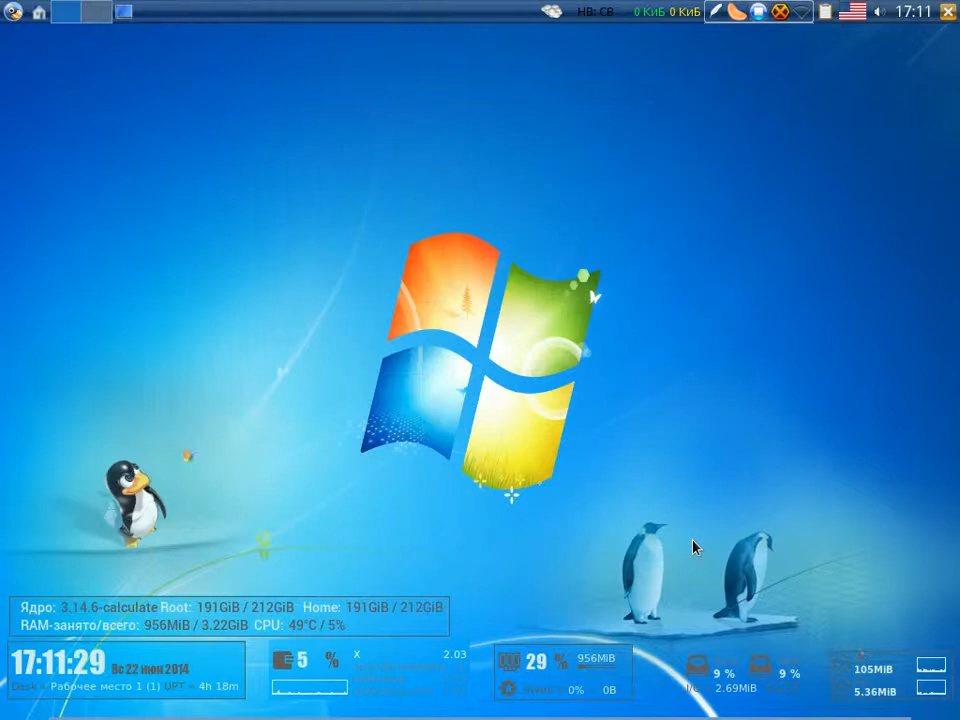 НВ: СВ 0 КиБ 0 КиБ 17:11
Ядро: 3.14.6-calculate Root: 191GiB / 212GiB Home: 191GiB / 212GiB
RAM-занято/всего: 956MiB / 3.22GiB CPU: 49°C / 5%
17:11:29 Вс 22 июн 2014
Desk - Рабочее место 1 (1) UPT - 4h 18m
5 % X 2.03
29 % 956MiB
0% 0B
9 % 9 %
2.69MiB
105MiB
5.36MiB